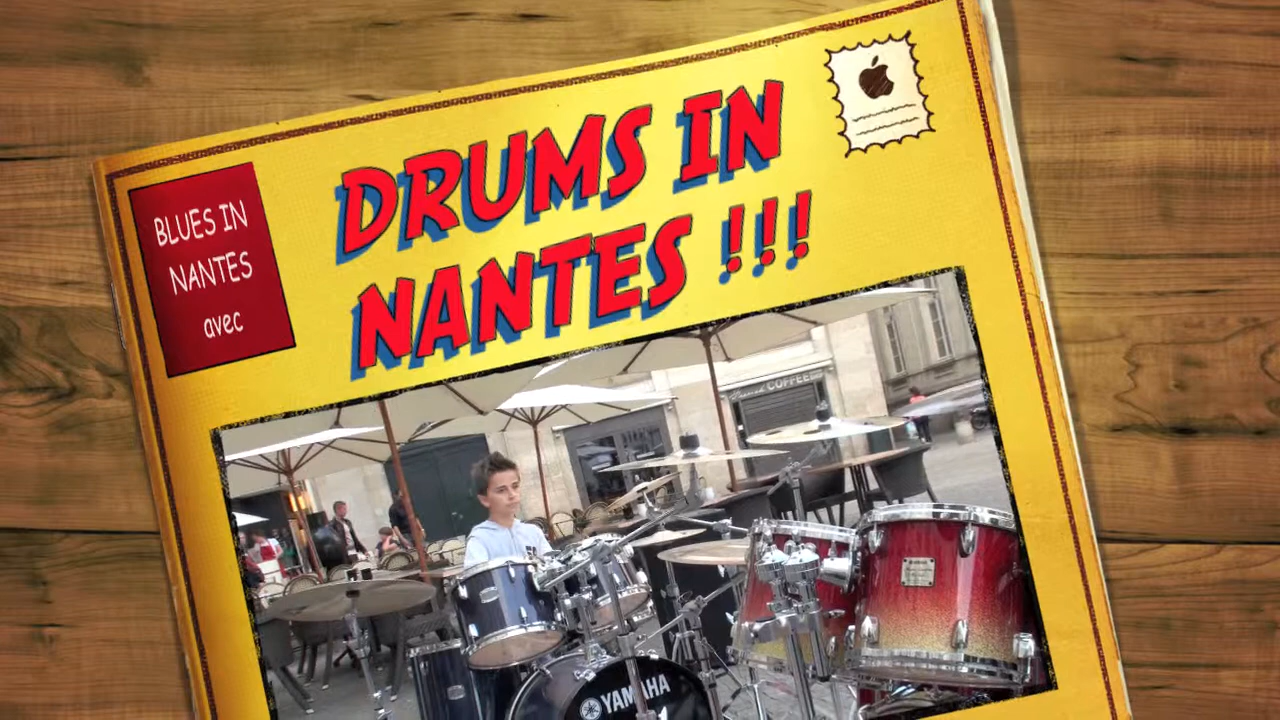 BLUES IN
NANTES
avec
DRUMS IN
NANTES !!!
COFFEE
YAMAHA